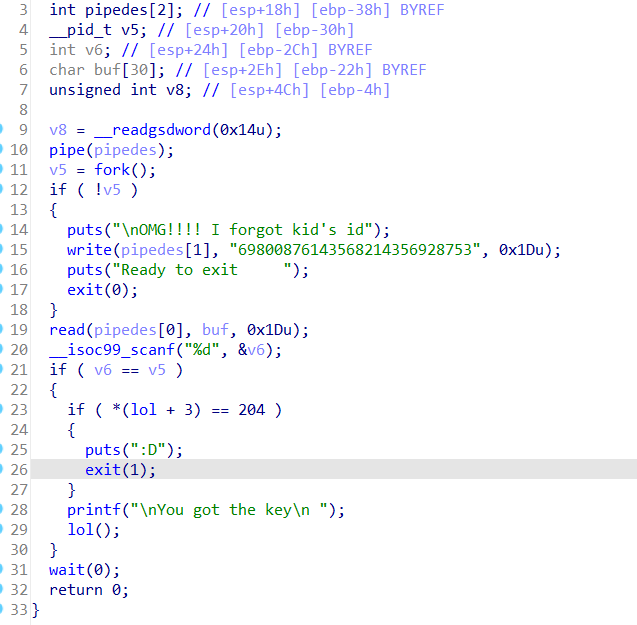 3 int pipedes[2]; // [esp+18h] [ebp-38h] BYREF
4 __pid_t v5; // [esp+20h] [ebp-30h]
5 int v6; // [esp+24h] [ebp-2Ch] BYREF
6 char buf[30]; // [esp+2Eh] [ebp-22h] BYREF
7 unsigned int v8; // [esp+4Ch] [ebp-4h]
8
9 v8 = __readgsdword(0x14u);
10 pipe(pipedes);
11 v5 = fork();
12 if ( !v5 )
13 {
14 puts("\nOMG!!!! I forgot kid's id");
15 write(pipedes[1], "69800876143568214356928753", 0x1Du);
16 puts("Ready to exit     ");
17 exit(0);
18 }
19 read(pipedes[0], buf, 0x1Du);
20 __isoc99_scanf("%d", &v6);
21 if ( v6 == v5 )
22 {
23 if ( *(lol + 3) == 204 )
24 {
25 puts(":D");
26 exit(1);
27 }
28 printf("\nYou got the key\n ");
29 lol();
30 }
31 wait(0);
32 return 0;
33 }